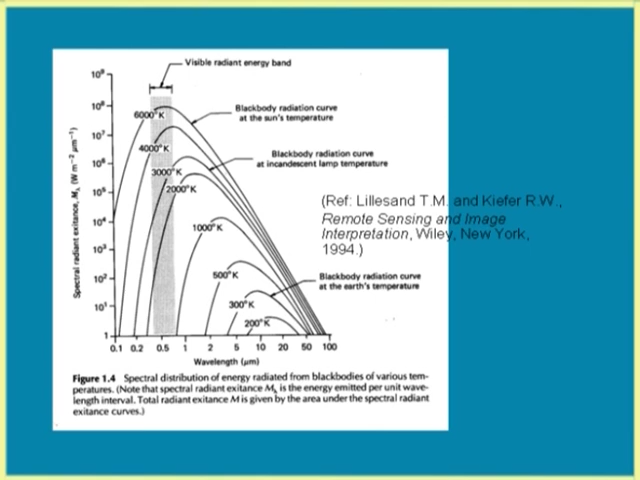 Visible radiant energy band
10⁹
10⁸
10⁷
10⁶
10⁵
10⁴
10³
10²
10¹
1
Spectral radiant exitance, M_λ (W m⁻² μm⁻¹)
6000°K
4000°K
3000°K
2000°K
1000°K
500°K
300°K
200°K
Blackbody radiation curve
at the sun's temperature
Blackbody radiation curve
at incandescent lamp temperature
Blackbody radiation curve
at the earth's temperature
0.1 0.2 0.5 1 2 5 10 20 50 100
Wavelength (μm)
Figure 1.4 Spectral distribution of energy radiated from blackbodies of various tem-
peratures. (Note that spectral radiant exitance M_λ is the energy emitted per unit wave-
length interval. Total radiant exitance M is given by the area under the spectral radiant
exitance curves.)
(Ref: Lillesand T.M. and Kiefer R.W.,
Remote Sensing and Image
Interpretation, Wiley, New York,
1994.)